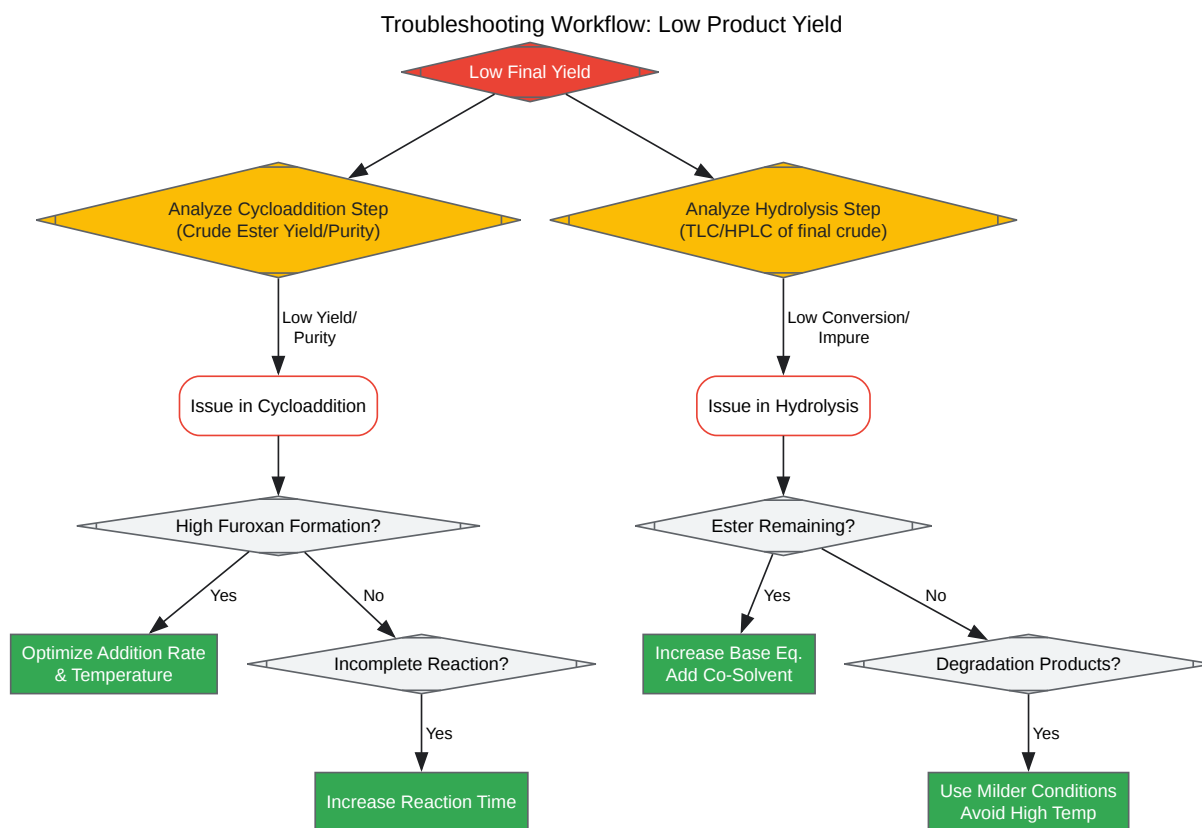 Troubleshooting Workflow: Low Product Yield
Low Final Yield
Analyze Cycloaddition Step
(Crude Ester Yield/Purity)
Analyze Hydrolysis Step
(TLC/HPLC of final crude)
Low Yield/
Purity
Low Conversion/
Impure
Issue in Cycloaddition
Issue in Hydrolysis
High Furoxan Formation?
Ester Remaining?
Yes
No
Yes
No
Optimize Addition Rate
& Temperature
Incomplete Reaction?
Increase Base Eq.
Add Co-Solvent
Degradation Products?
Yes
Yes
Increase Reaction Time
Use Milder Conditions
Avoid High Temp